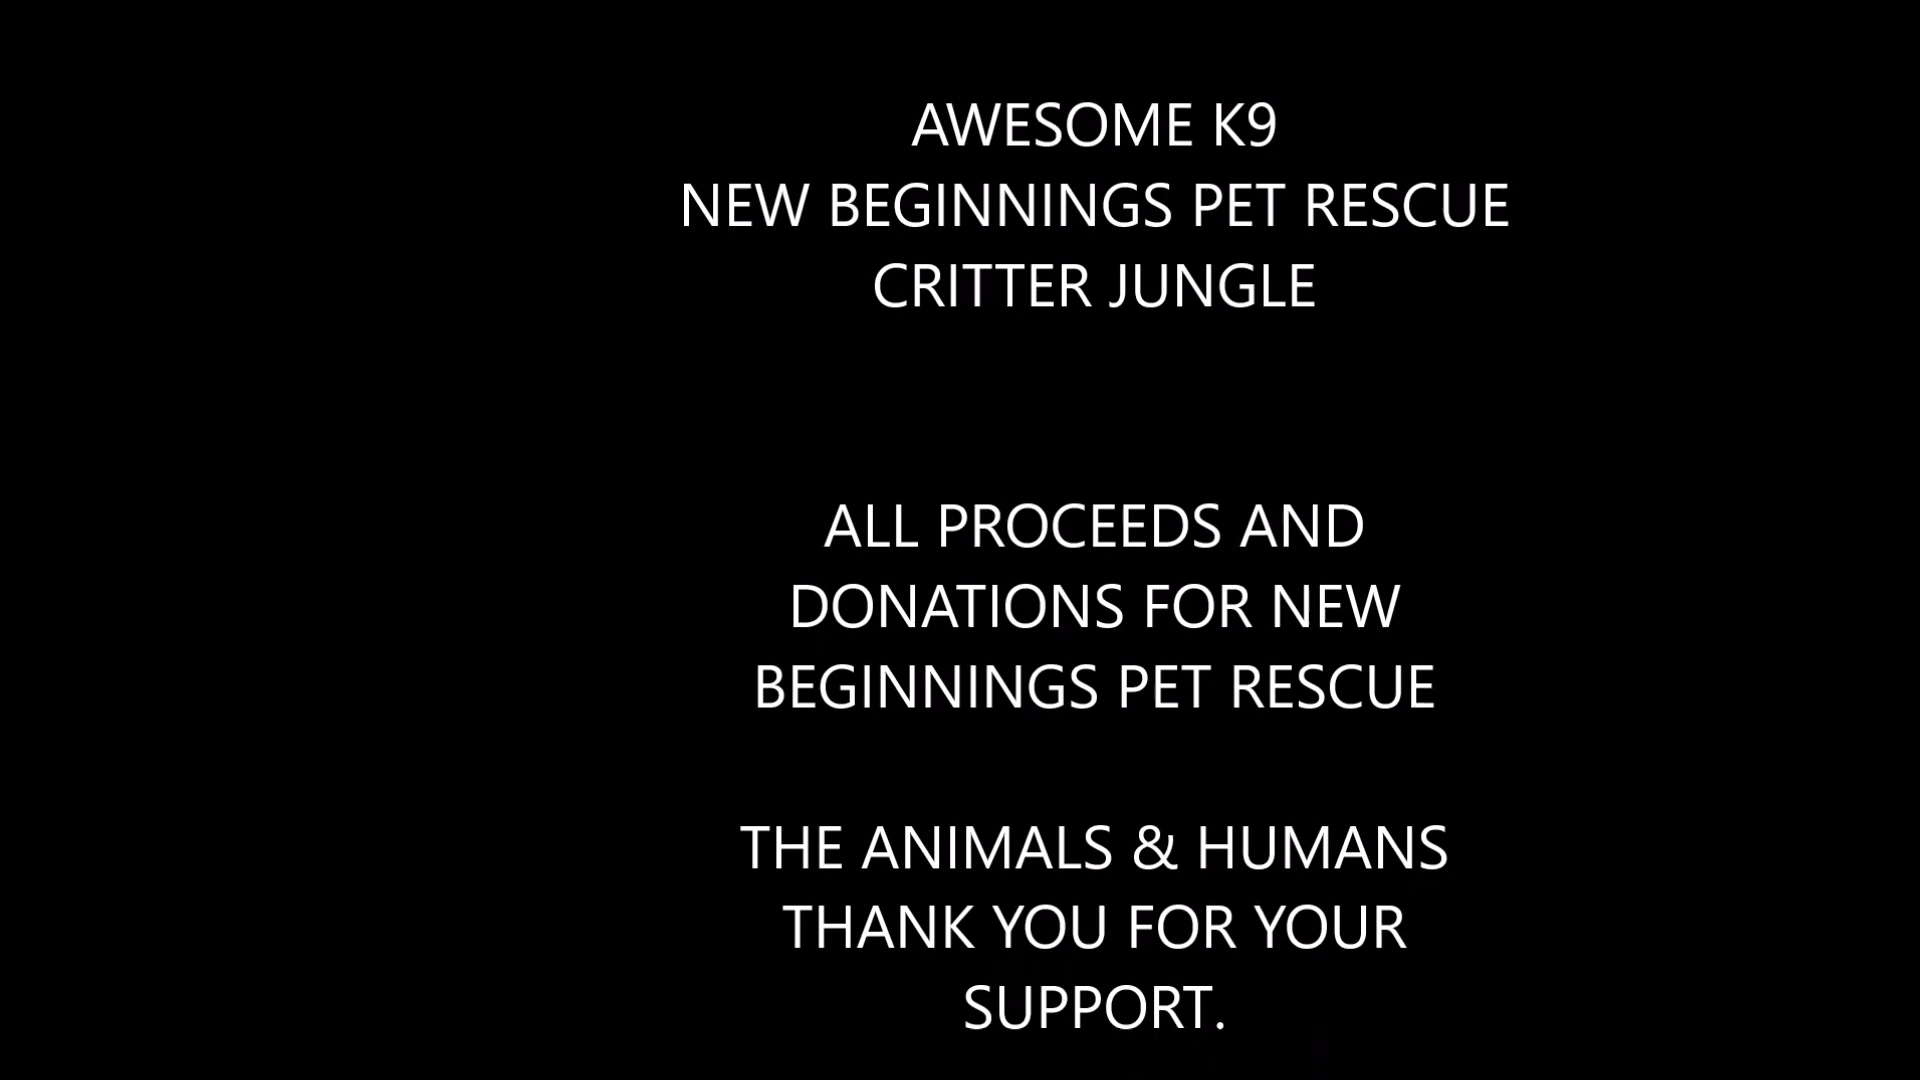 AWESOME K9
NEW BEGINNINGS PET RESCUE
CRITTER JUNGLE
ALL PROCEEDS AND
DONATIONS FOR NEW
BEGINNINGS PET RESCUE
THE ANIMALS & HUMANS
THANK YOU FOR YOUR
SUPPORT.